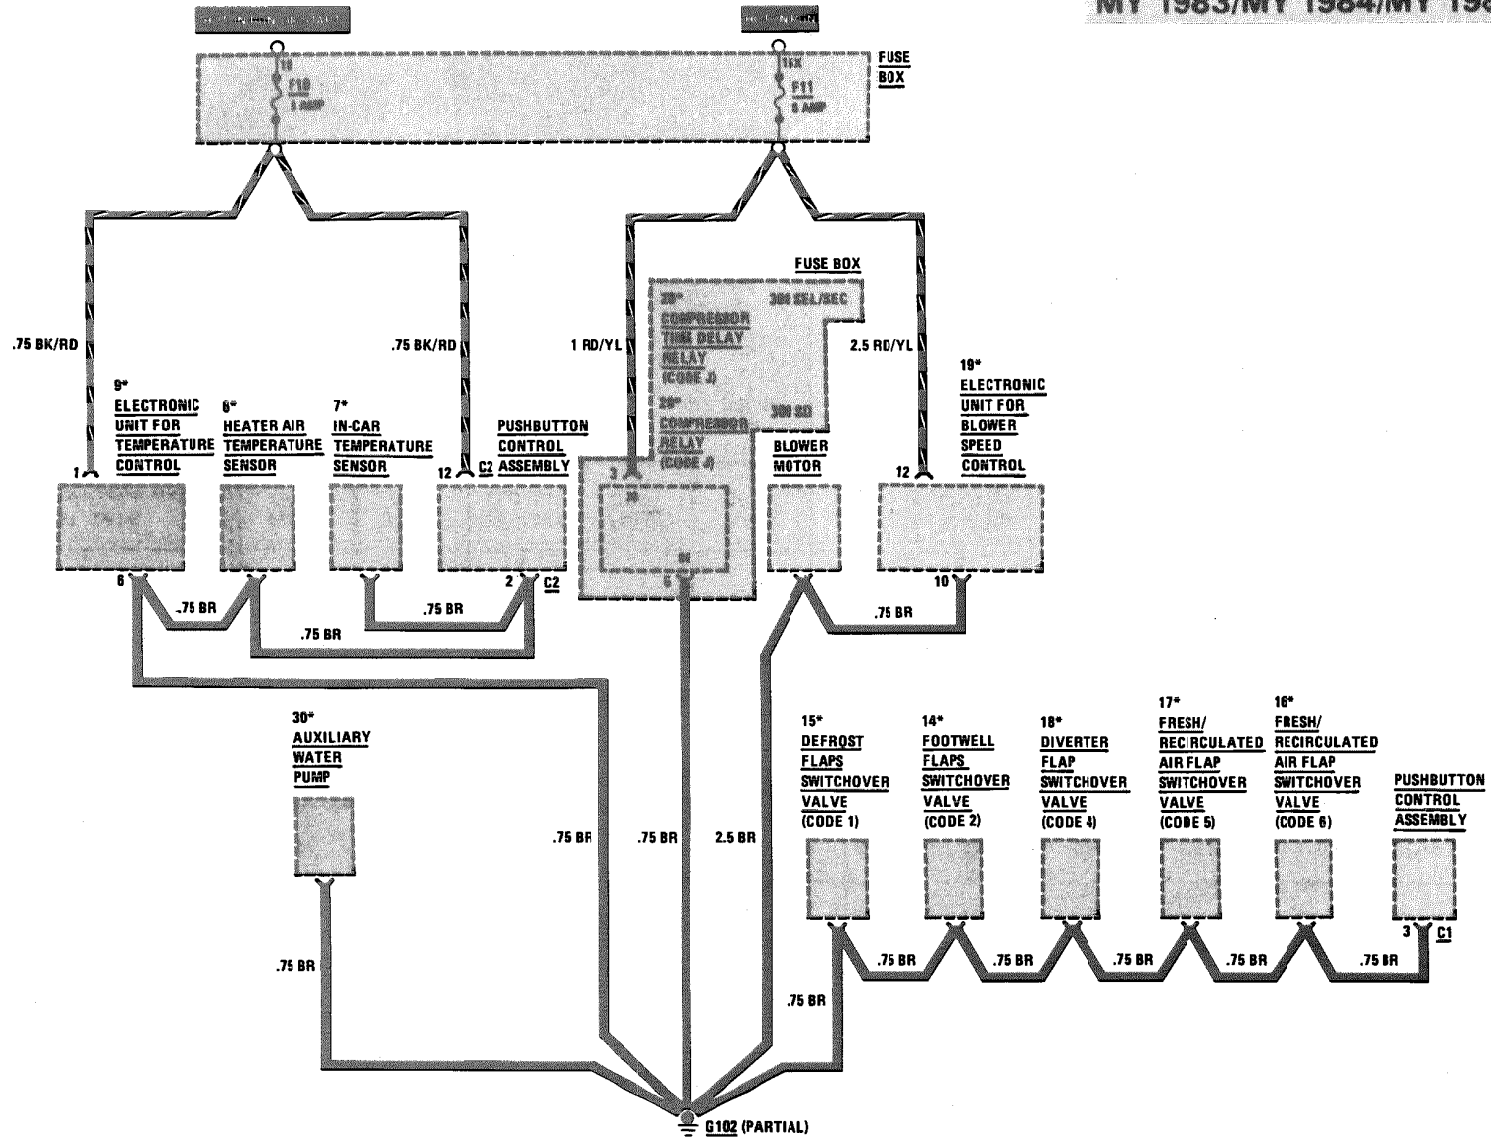 MY 1983/MY 1984/MY 198
FUSE
BOX
F10
AMP
F11
8 AMP
FUSE BOX
300 SEL/SEC
COMPRESSOR
TIME DELAY
RELAY
(CODE J)
.75 BK/RD
.75 BK/RD
1 RD/YL
2.5 RD/YL
9*
ELECTRONIC
UNIT FOR
TEMPERATURE
CONTROL
1
HEATER AIR
TEMPERATURE
SENSOR
7*
IN-CAR
TEMPERATURE
SENSOR
12 C2
PUSHBUTTON
CONTROL
ASSEMBLY
COMPRESSOR
RELAY
(CODE J)
3
BLOWER
MOTOR
12
19*
ELECTRONIC
UNIT FOR
BLOWER
SPEED
CONTROL
6
2 C2
10
.75 BR
.75 BR
.75 BR
.75 BR
30*
AUXILIARY
WATER
PUMP
15*
DEFROST
FLAPS
SWITCHOVER
VALVE
(CODE 1)
14*
FOOTWELL
FLAPS
SWITCHOVER
VALVE
(CODE 2)
18*
DIVERTER
FLAP
SWITCHOVER
VALVE
(CODE 4)
17*
FRESH/
RECIRCULATED
AIR FLAP
SWITCHOVER
VALVE
(CODE 5)
16*
FRESH/
RECIRCULATED
AIR FLAP
SWITCHOVER
VALVE
(CODE 6)
PUSHBUTTON
CONTROL
ASSEMBLY
.75 BR
.75 BR
2.5 BR
3 C1
.75 BR
.75 BR
.75 BR
.75 BR
.75 BR
.75 BR
.75 BR
G102 (PARTIAL)